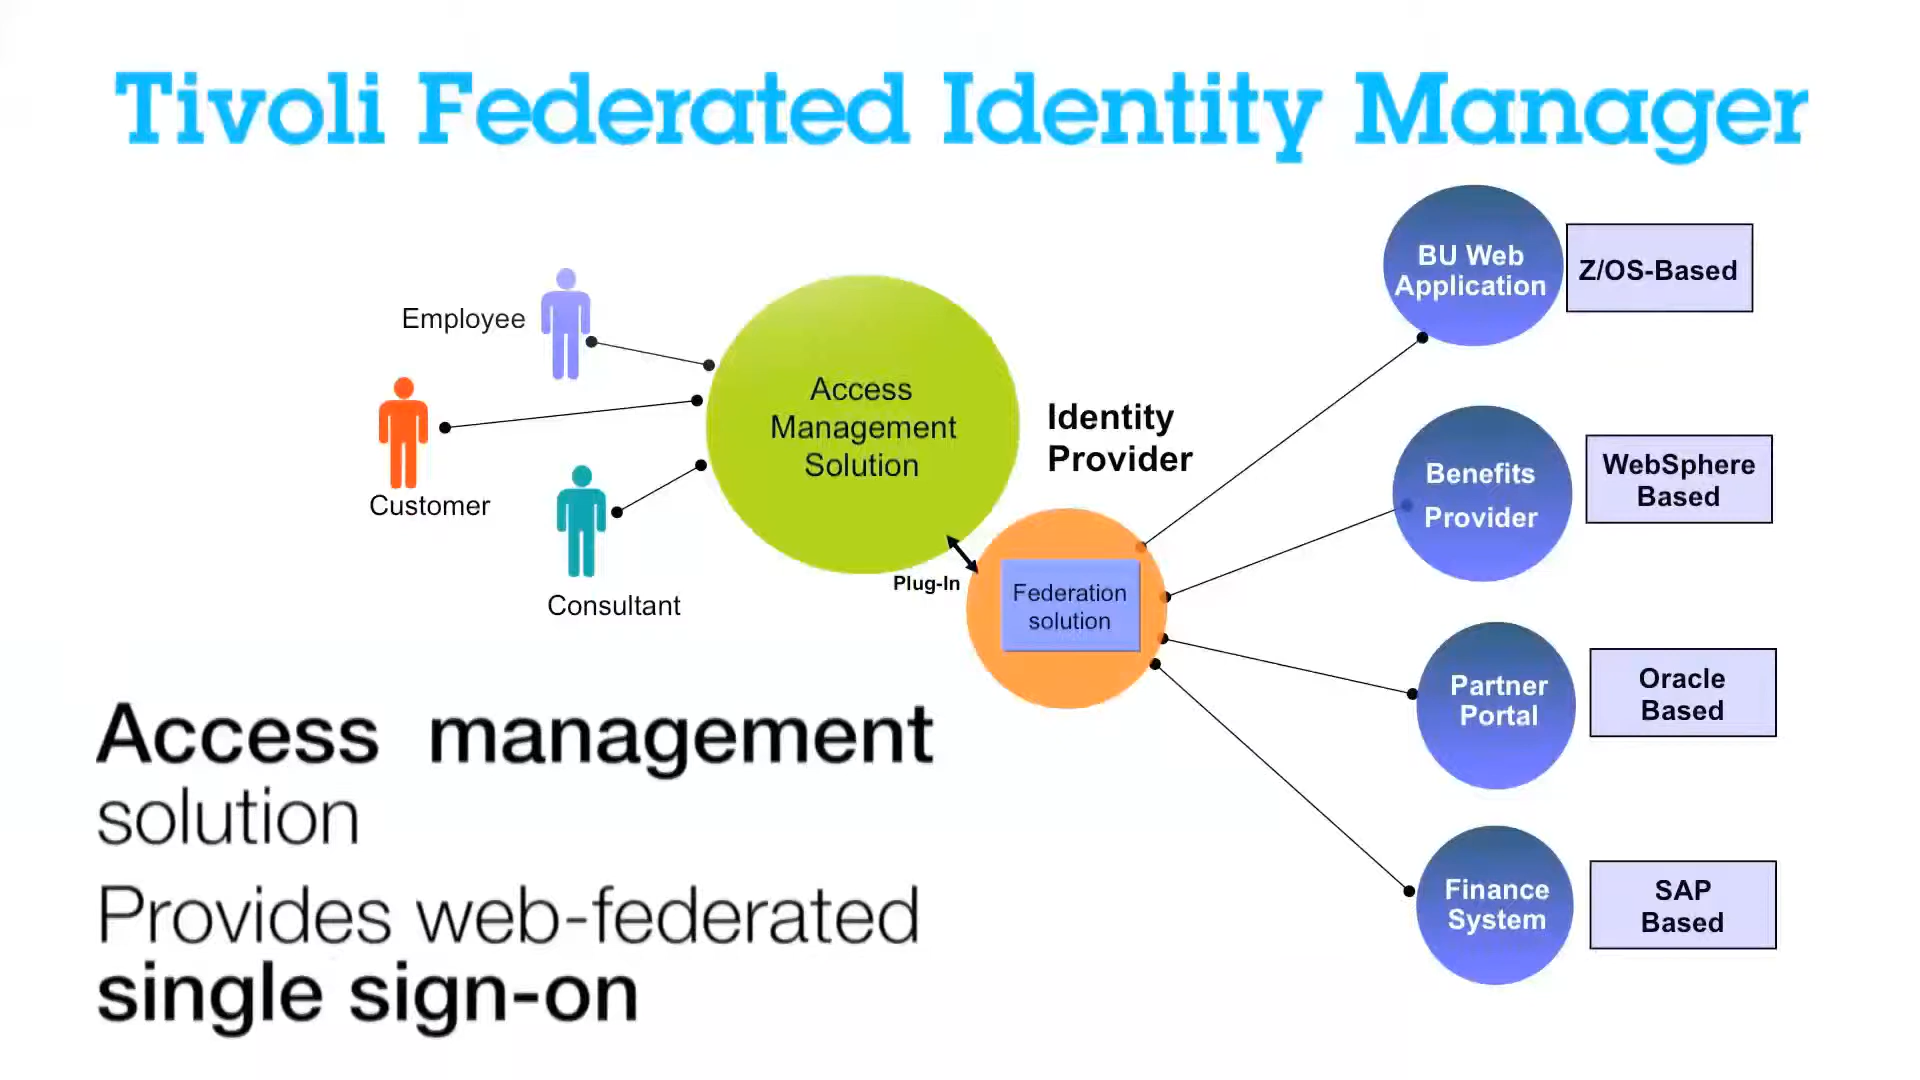 Tivoli Federated Identity Manager
Employee
Customer
Consultant
Access
Management
Solution
Plug-In
Identity
Provider
Federation
solution
BU Web
Application
Z/OS-Based
Benefits
Provider
WebSphere
Based
Partner
Portal
Oracle
Based
Finance
System
SAP
Based
Access management
solution
Provides web-federated
single sign-on